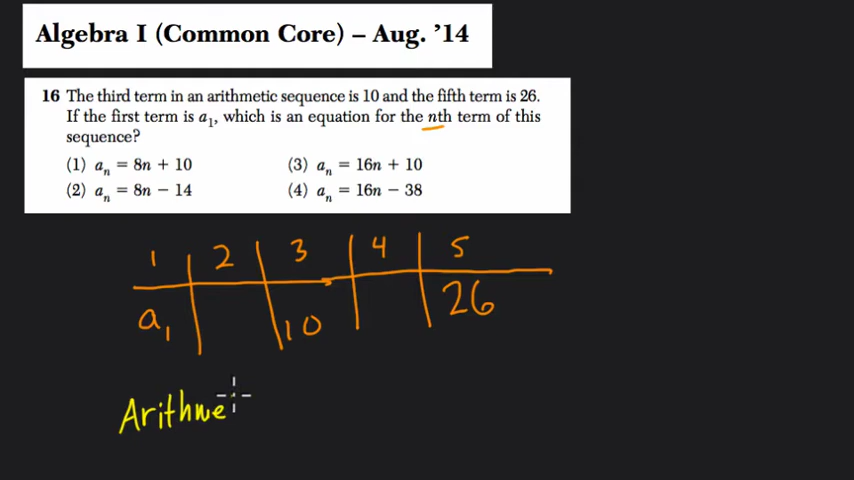 Algebra I (Common Core) – Aug. ’14
16 The third term in an arithmetic sequence is 10 and the fifth term is 26.
If the first term is a₁, which is an equation for the nth term of this
sequence?
(1) aₙ = 8n + 10 (3) aₙ = 16n + 10
(2) aₙ = 8n − 14 (4) aₙ = 16n − 38
1 2 3 4 5
a₁ 10 26
Arithme